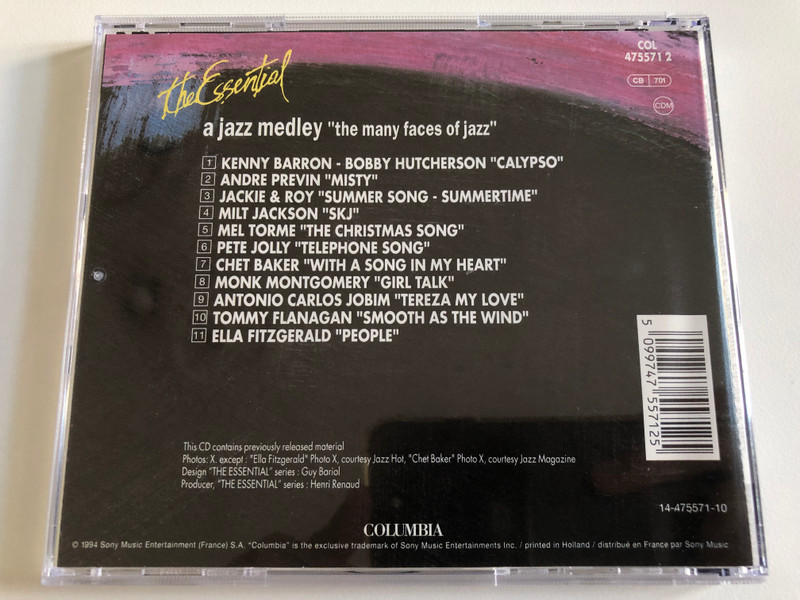 the Essential
COL
475571 2
CB 701
CDM
a jazz medley "the many faces of jazz"
1 KENNY BARRON - BOBBY HUTCHERSON "CALYPSO"
2 ANDRE PREVIN "MISTY"
3 JACKIE & ROY "SUMMER SONG - SUMMERTIME"
4 MILT JACKSON "SKJ"
5 MEL TORME "THE CHRISTMAS SONG"
6 PETE JOLLY "TELEPHONE SONG"
7 CHET BAKER "WITH A SONG IN MY HEART"
8 MONK MONTGOMERY "GIRL TALK"
9 ANTONIO CARLOS JOBIM "TEREZA MY LOVE"
10 TOMMY FLANAGAN "SMOOTH AS THE WIND"
11 ELLA FITZGERALD "PEOPLE"
5 099747 557125
This CD contains previously released material
Photos: X. except : "Ella Fitzgerald" Photo X, courtesy Jazz Hot, "Chet Baker" Photo X, courtesy Jazz Magazine
Design "THE ESSENTIAL" series : Guy Bariol
Producer, "THE ESSENTIAL" series : Henri Renaud
14-475571-10
COLUMBIA
© 1994 Sony Music Entertainment (France) S.A. "Columbia" is the exclusive trademark of Sony Music Entertainments Inc. / printed in Holland / distribué en France par Sony Music